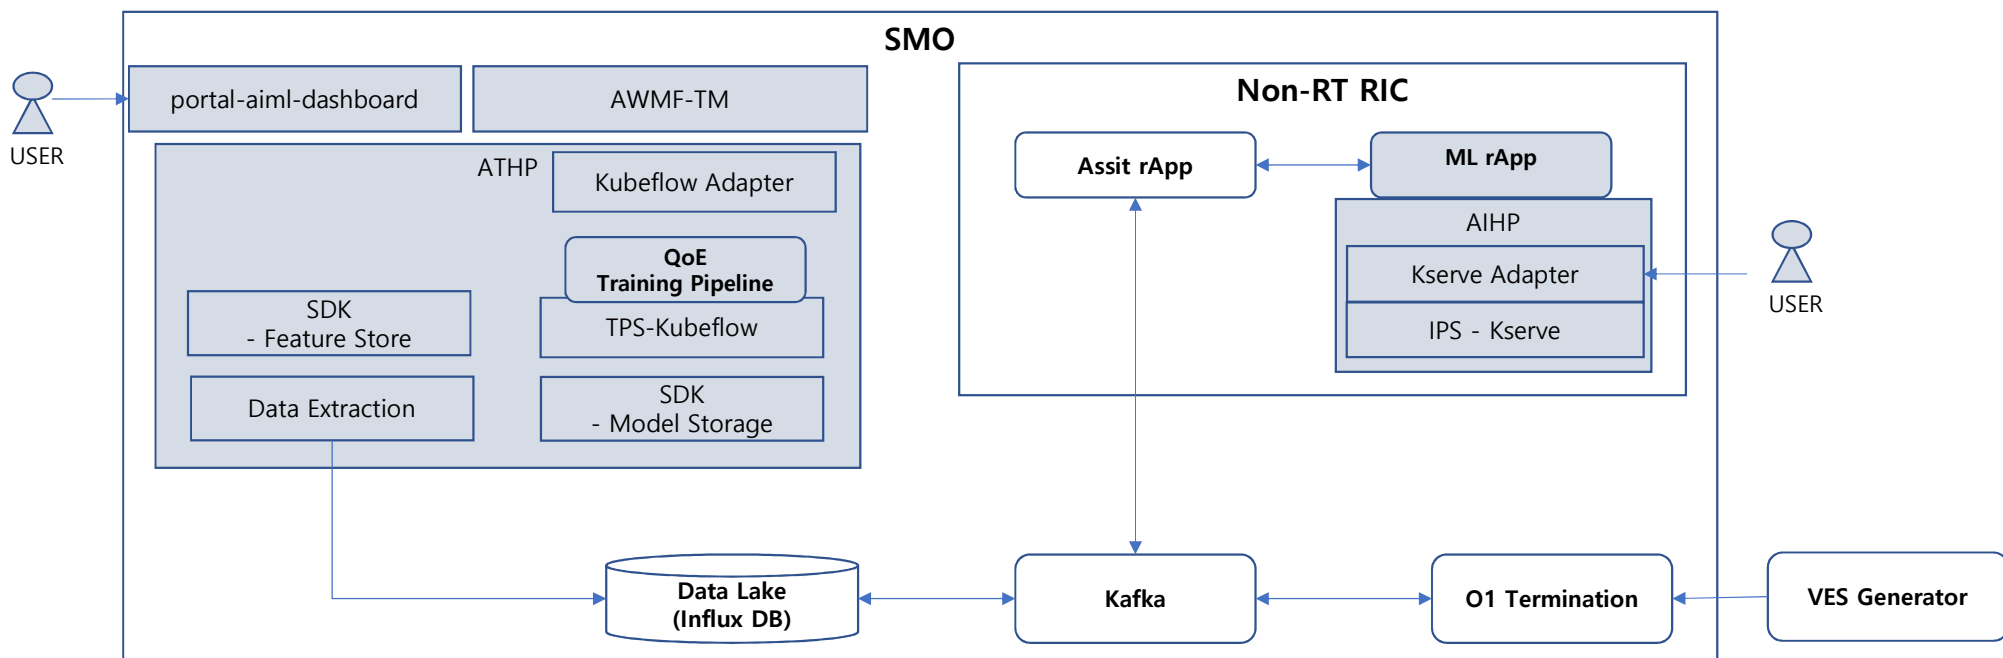 SMO
portal-aiml-dashboard
AWMF-TM
USER
ATHP
Kubeflow Adapter
QoE
Training Pipeline
SDK
- Feature Store
TPS-Kubeflow
Data Extraction
SDK
- Model Storage
Non-RT RIC
Assit rApp
ML rApp
AIHP
Kserve Adapter
IPS - Kserve
USER
Data Lake
(Influx DB)
Kafka
O1 Termination
VES Generator